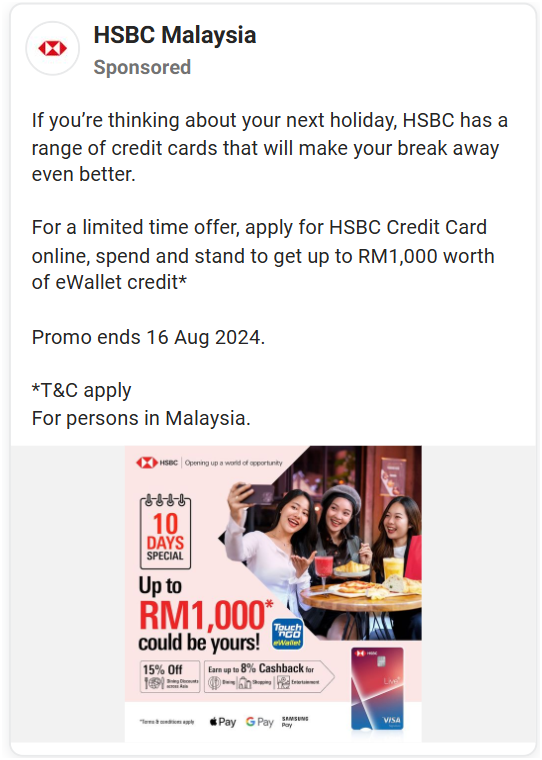 HSBC Malaysia
Sponsored
If you’re thinking about your next holiday, HSBC has a
range of credit cards that will make your break away
even better.
For a limited time offer, apply for HSBC Credit Card
online, spend and stand to get up to RM1,000 worth
of eWallet credit*
Promo ends 16 Aug 2024.
*T&C apply
For persons in Malaysia.
HSBC | Opening up a world of opportunity
10
DAYS
SPECIAL
Up to
RM1,000*
could be yours!
Touch
'nGO
eWallet
15% Off
Dining Discounts
across Asia
Earn up to 8% Cashback for
Dining
Shopping
Entertainment
HSBC
Live+
VISA
*Terms & conditions apply
Pay
G Pay
SAMSUNG
Pay